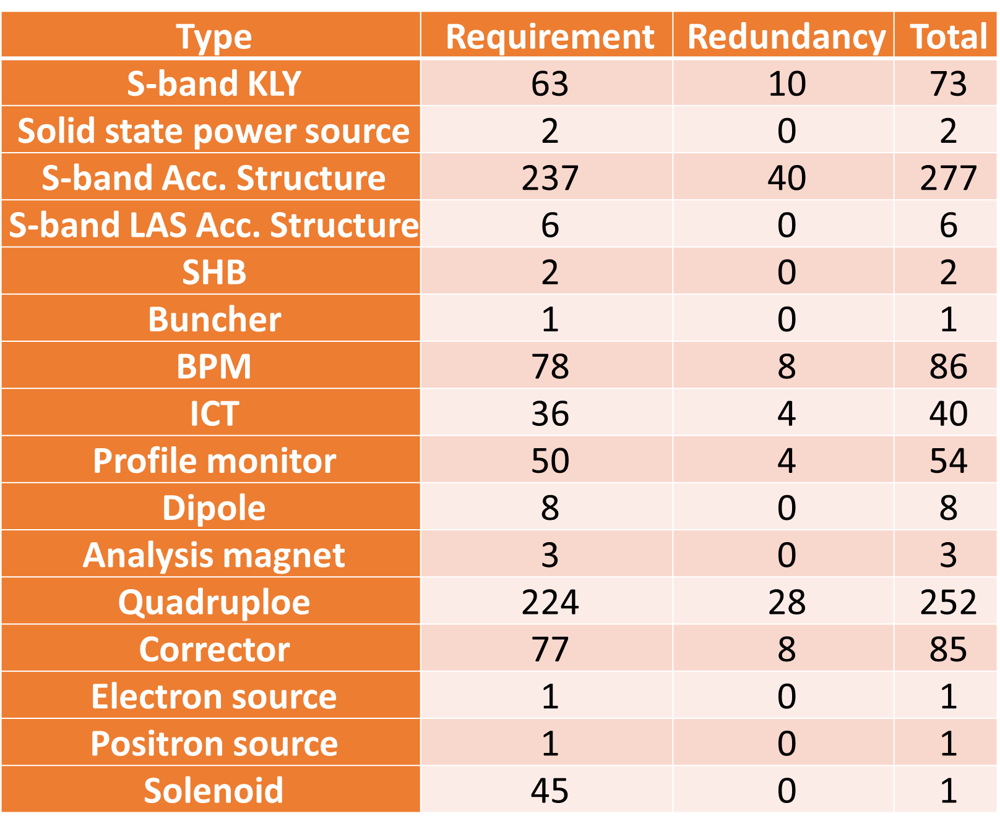 Type Requirement Redundancy Total
S-band KLY 63 10 73
Solid state power source 2 0 2
S-band Acc. Structure 237 40 277
S-band LAS Acc. Structure 6 0 6
SHB 2 0 2
Buncher 1 0 1
BPM 78 8 86
ICT 36 4 40
Profile monitor 50 4 54
Dipole 8 0 8
Analysis magnet 3 0 3
Quadruploe 224 28 252
Corrector 77 8 85
Electron source 1 0 1
Positron source 1 0 1
Solenoid 45 0 1